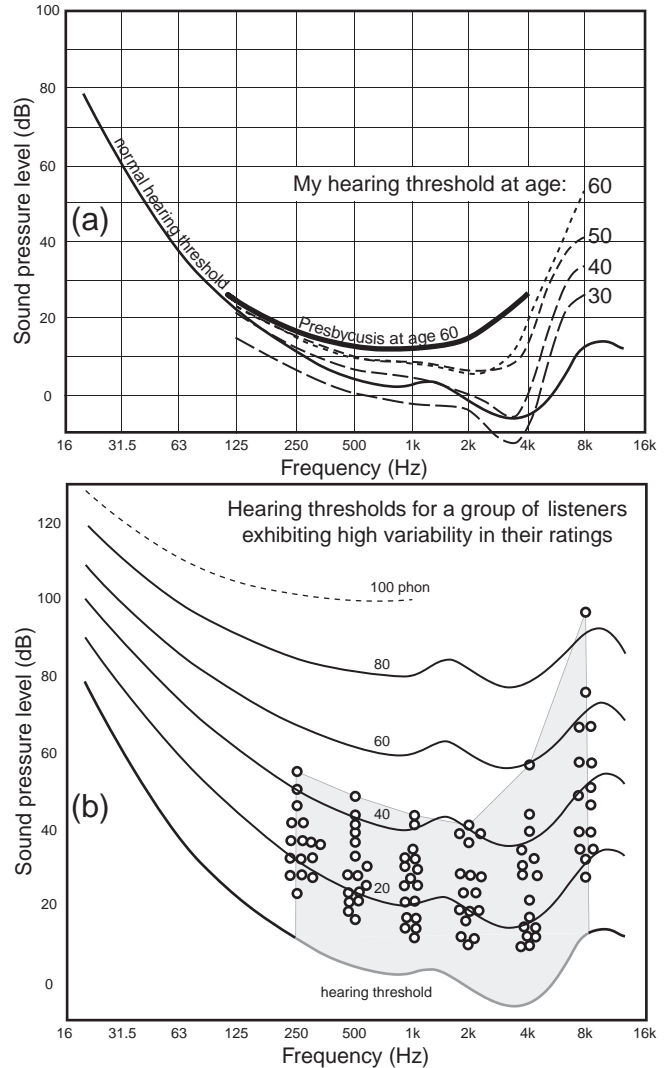 100
80
60
40
20
0
Sound pressure level (dB)
(a)
normal hearing threshold
Presbycusis at age 60
My hearing threshold at age:
60
50
40
30
16
31.5
63
125
250
500
1k
2k
4k
8k
16k
Frequency (Hz)
Hearing thresholds for a group of listeners
exhibiting high variability in their ratings
120
100
80
60
40
20
0
Sound pressure level (dB)
(b)
100 phon
80
60
40
20
hearing threshold
16
31.5
63
125
250
500
1k
2k
4k
8k
16k
Frequency (Hz)